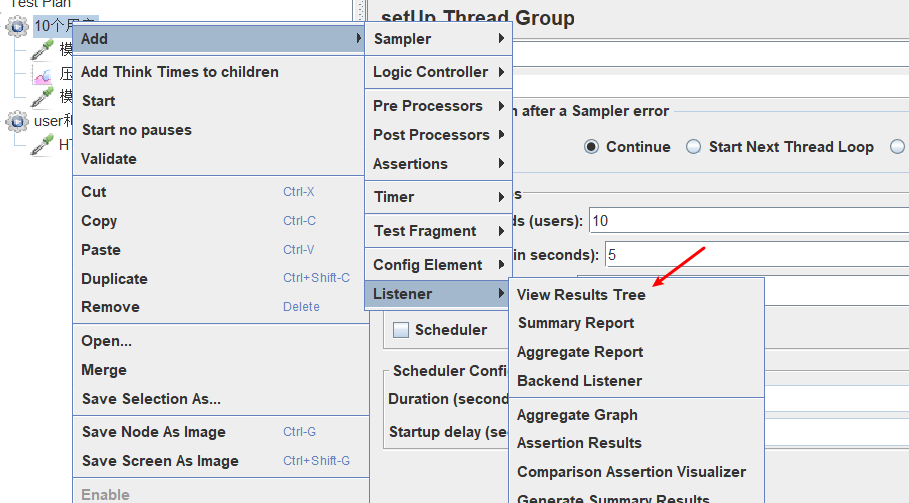 Test Plan
10个用户
setUp Thread Group
Add
Sampler
模
Add Think Times to children
Logic Controller
压
Start
Pre Processors
n after a Sampler error
模
Start no pauses
Post Processors
user和
Validate
Assertions
Continue
Start Next Thread Loop
HT
Cut Ctrl-X
Timer
Copy Ctrl-C
Test Fragment
ds (users): 10
Paste Ctrl-V
Config Element
in seconds): 5
Duplicate Ctrl+Shift-C
Listener
View Results Tree
Remove Delete
Summary Report
Scheduler
Open...
Aggregate Report
Merge
Scheduler Confi
Backend Listener
Save Selection As...
Duration (second
Aggregate Graph
Save Node As Image Ctrl-G
Startup delay (se
Assertion Results
Save Screen As Image Ctrl+Shift-G
Comparison Assertion Visualizer
Enable
Generate Summary Results